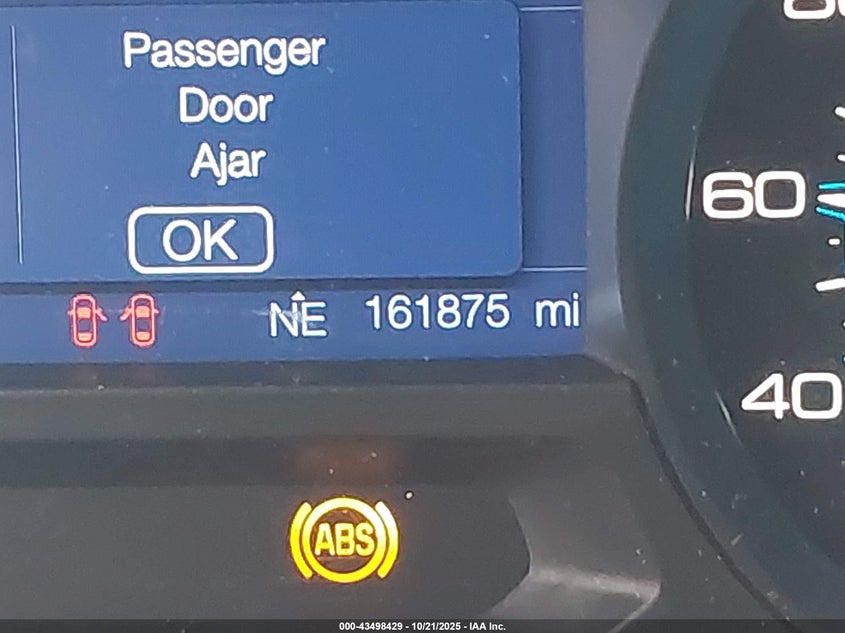 Passenger
Door
Ajar
OK
NE 161875 mi
60
40
ABS
000-43498429 - 10/21/2025 - IAA Inc.